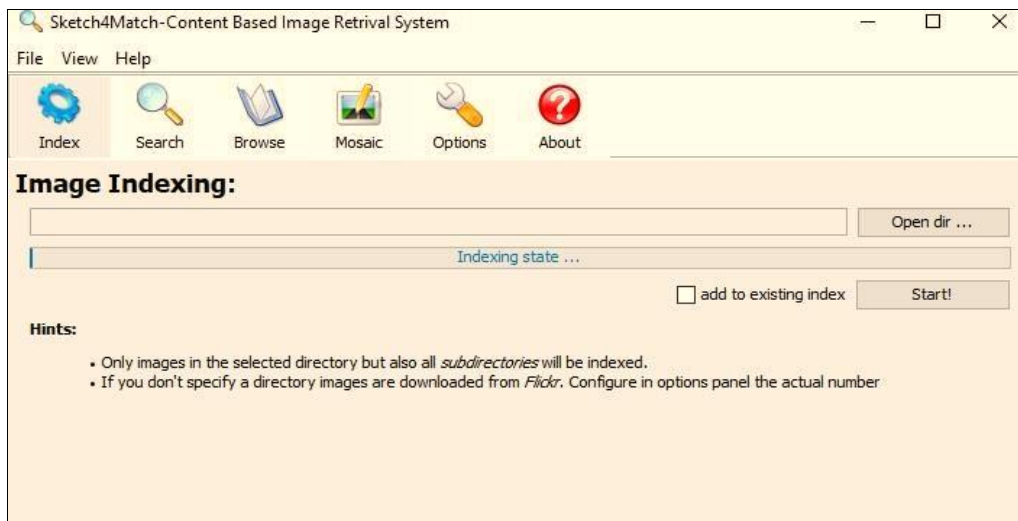 Sketch4Match-Content Based Image Retrival System
File View Help
Index Search Browse Mosaic Options About
Image Indexing:
Open dir ...
Indexing state ...
add to existing index Start!
Hints:
• Only images in the selected directory but also all subdirectories will be indexed.
• If you don't specify a directory images are downloaded from Flickr. Configure in options panel the actual number